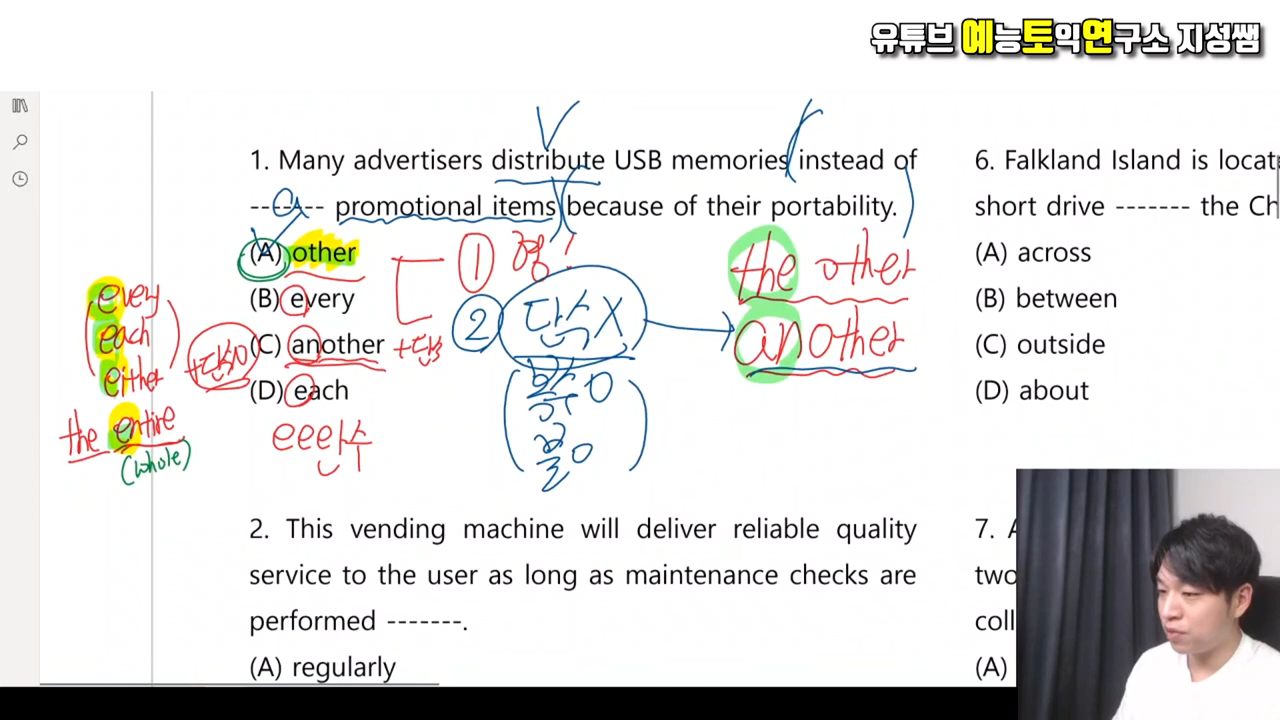 유튜브 예능토익연구소 지성쌤
1. Many advertisers distribute USB memories instead of
------- promotional items because of their portability.
(A) other
(B) every
(C) another
(D) each
every
each
either
the entire
(whole)
+단수N
+단수
eee단수
① 형
② 단수X
복수O
불O
the other
another
2. This vending machine will deliver reliable quality
service to the user as long as maintenance checks are
performed -------.
(A) regularly
6. Falkland Island is locate
short drive ------- the Ch
(A) across
(B) between
(C) outside
(D) about
7. A
two
coll
(A)